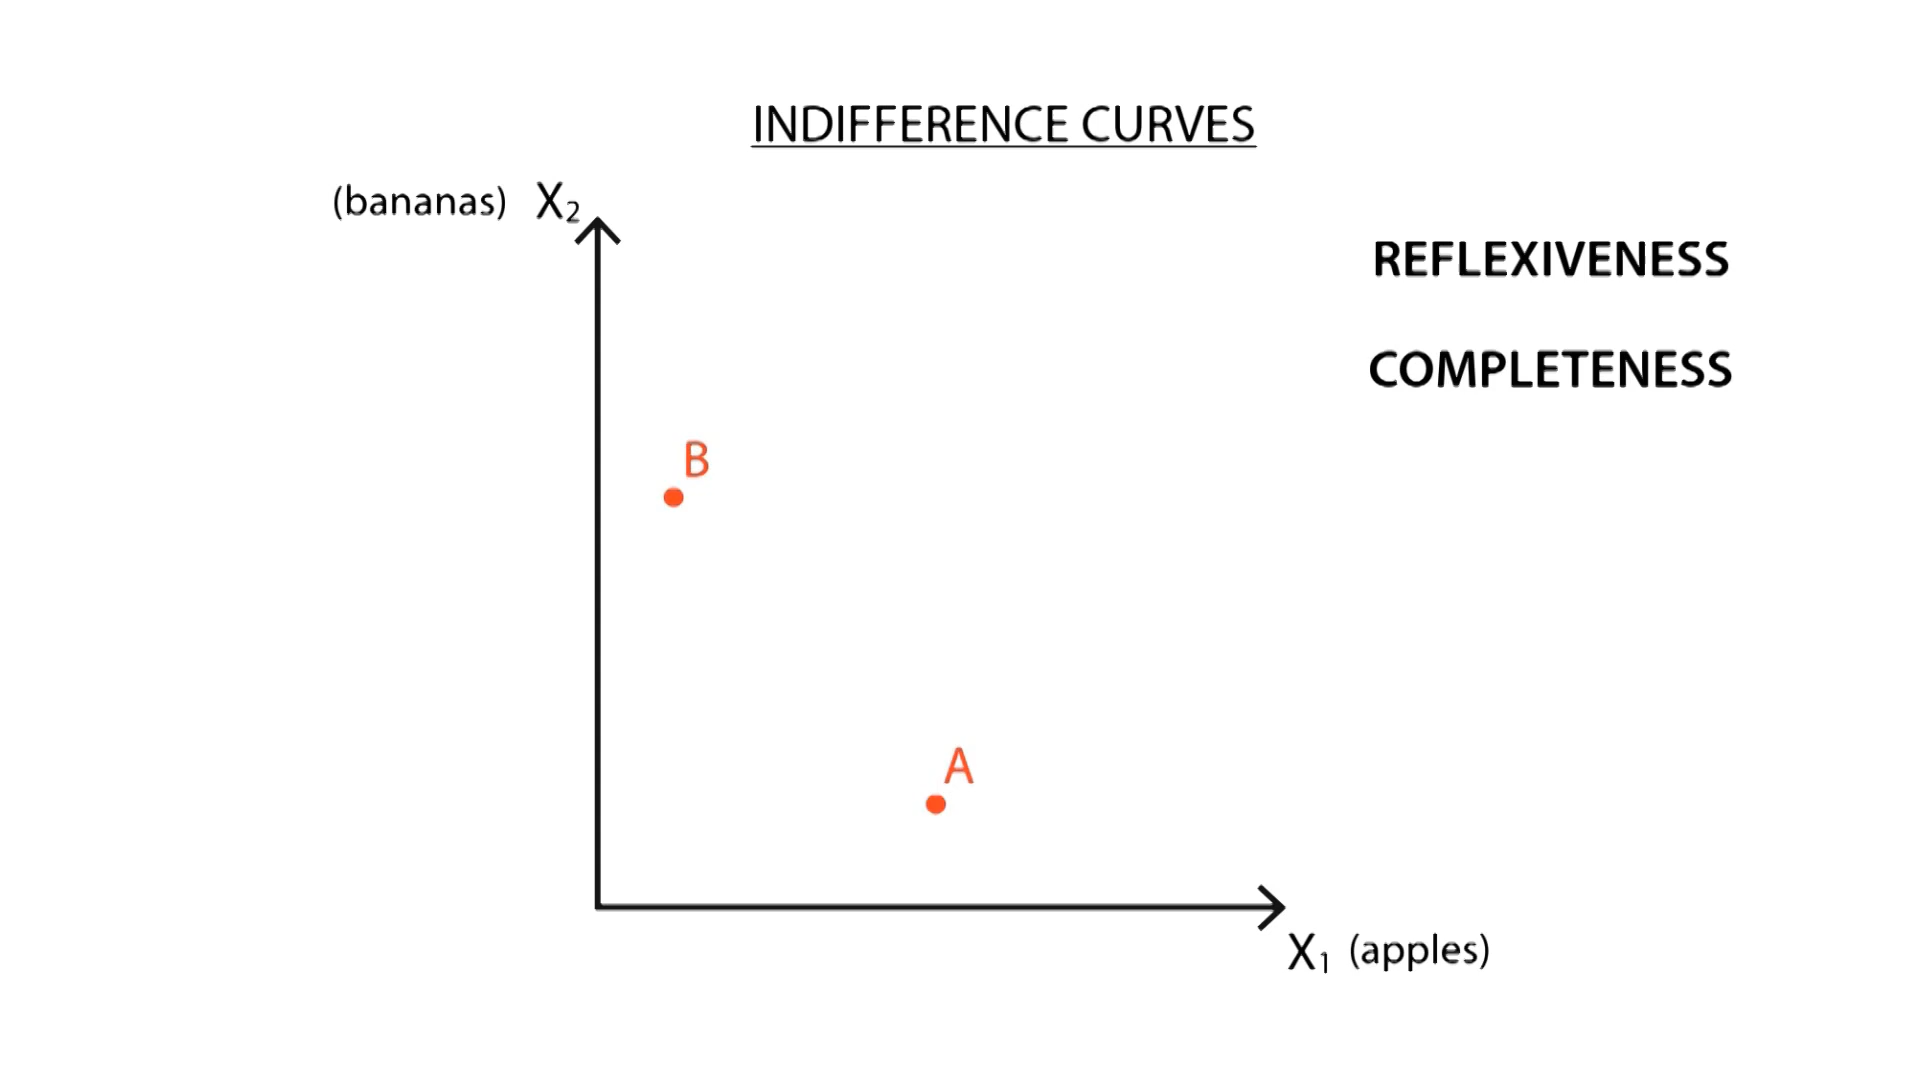 INDIFFERENCE CURVES
(bananas) X₂
REFLEXIVENESS
COMPLETENESS
B
A
X₁ (apples)